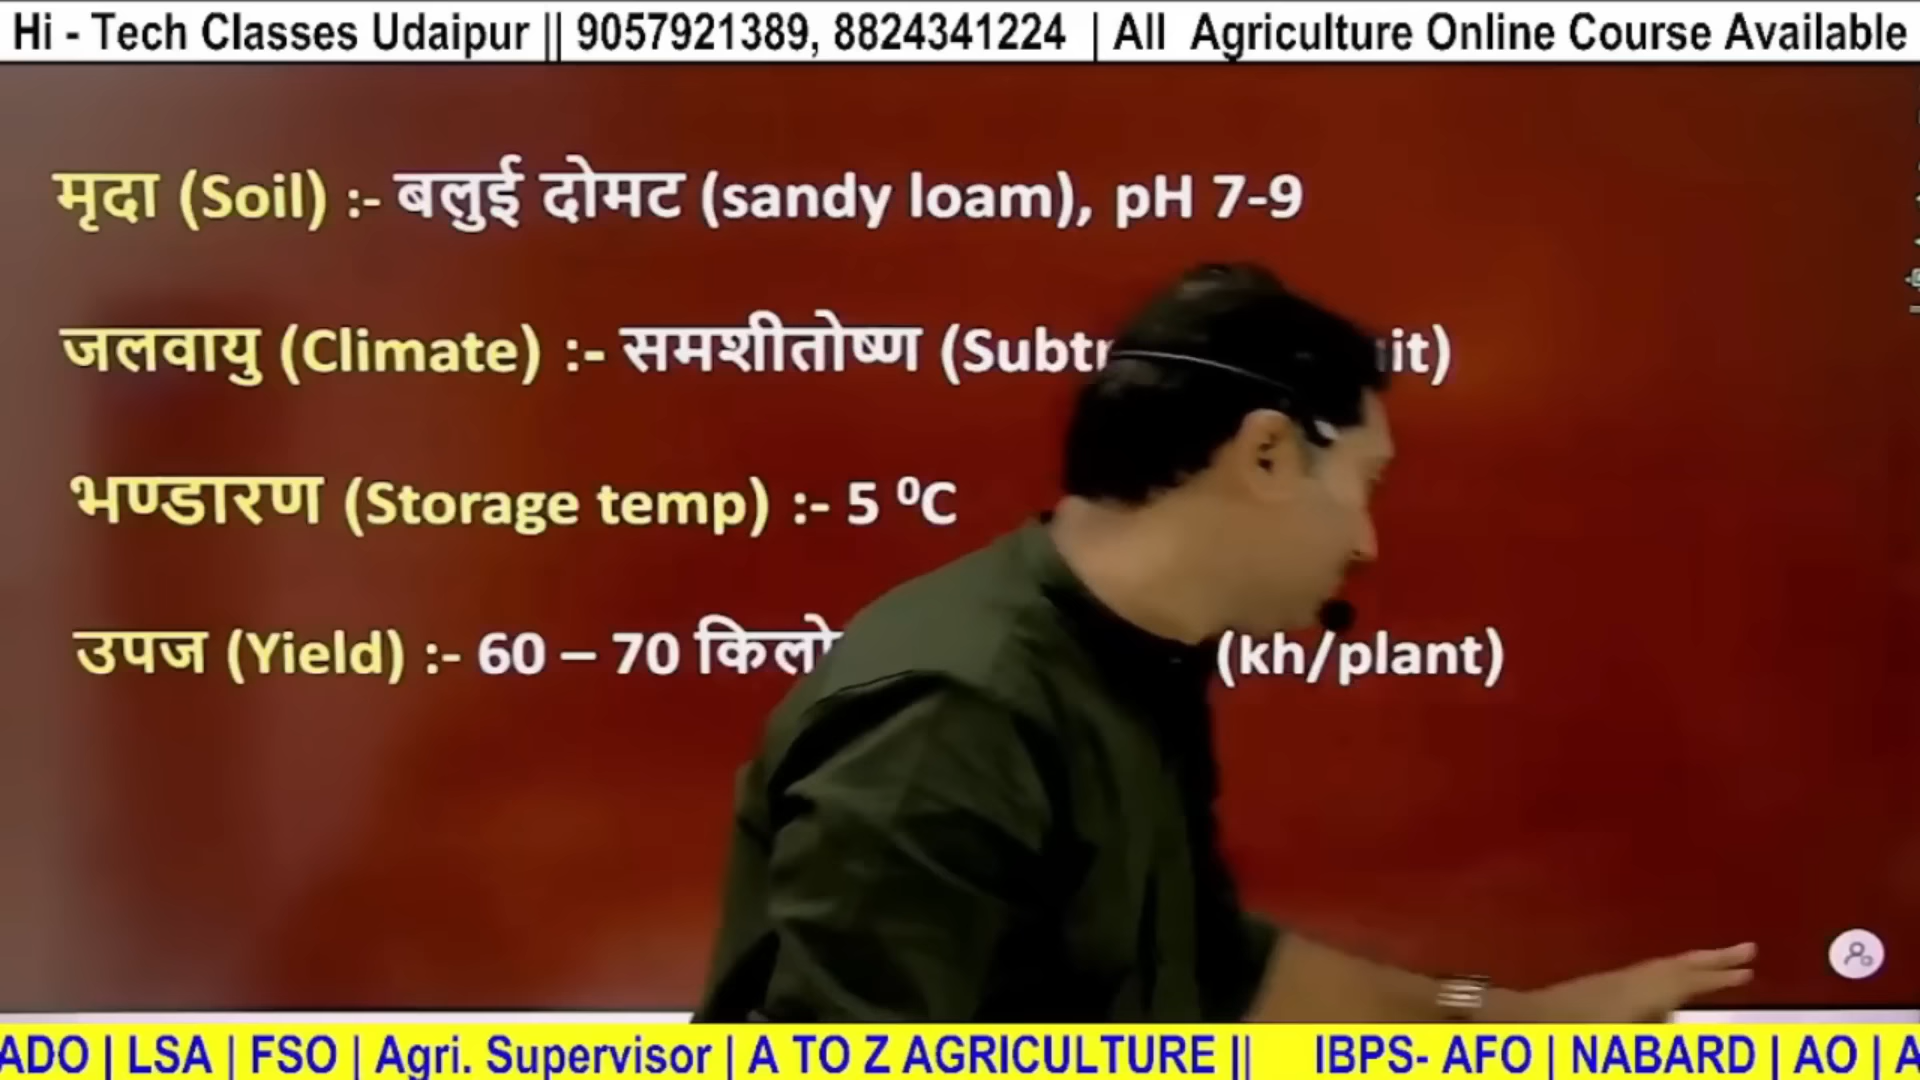 Hi - Tech Classes Udaipur || 9057921389, 8824341224 | All Agriculture Online Course Available
मृदा (Soil) :- बलुई दोमट (sandy loam), pH 7-9
जलवायु (Climate) :- समशीतोष्ण
भण्डारण (Storage temp) :- 5 ⁰C
उपज (Yield) :- 60 – 70 (kh/plant)
ADO | LSA | FSO | Agri. Supervisor | A TO Z AGRICULTURE || IBPS- AFO | NABARD | AO |